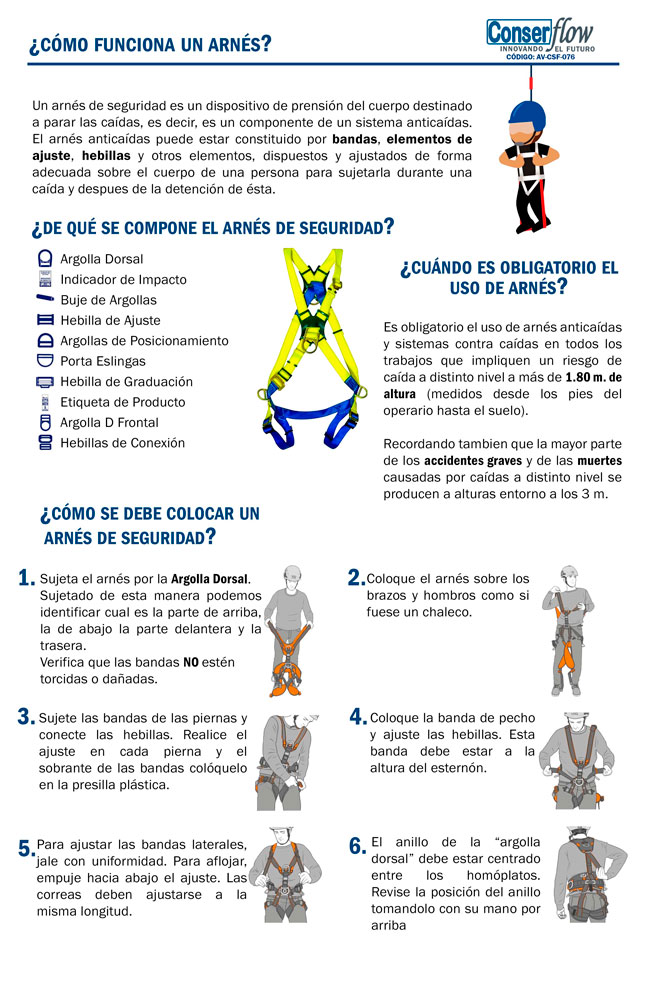 ¿CÓMO FUNCIONA UN ARNÉS?
Conserflow
INNOVANDO EL FUTURO
CÓDIGO: AV-CSF-076
Un arnés de seguridad es un dispositivo de prensión del cuerpo destinado
a parar las caídas, es decir, es un componente de un sistema anticaídas.
El arnés anticaídas puede estar constituido por bandas, elementos de
ajuste, hebillas y otros elementos, dispuestos y ajustados de forma
adecuada sobre el cuerpo de una persona para sujetarla durante una
caída y despues de la detención de ésta.
¿DE QUÉ SE COMPONE EL ARNÉS DE SEGURIDAD?
Argolla Dorsal
Indicador de Impacto
Buje de Argollas
Hebilla de Ajuste
Argollas de Posicionamiento
Porta Eslingas
Hebilla de Graduación
Etiqueta de Producto
Argolla D Frontal
Hebillas de Conexión
¿CUÁNDO ES OBLIGATORIO EL
USO DE ARNÉS?
Es obligatorio el uso de arnés anticaídas
y sistemas contra caídas en todos los
trabajos que impliquen un riesgo de
caída a distinto nivel a más de 1.80 m. de
altura (medidos desde los pies del
operario hasta el suelo).
Recordando tambien que la mayor parte
de los accidentes graves y de las muertes
causadas por caídas a distinto nivel se
producen a alturas entorno a los 3 m.
¿CÓMO SE DEBE COLOCAR UN
ARNÉS DE SEGURIDAD?
1. Sujeta el arnés por la Argolla Dorsal.
Sujetado de esta manera podemos
identificar cual es la parte de arriba,
la de abajo la parte delantera y la
trasera.
Verifica que las bandas NO estén
torcidas o dañadas.
2. Coloque el arnés sobre los
brazos y hombros como si
fuese un chaleco.
3. Sujete las bandas de las piernas y
conecte las hebillas. Realice el
ajuste en cada pierna y el
sobrante de las bandas colóquelo
en la presilla plástica.
4. Coloque la banda de pecho
y ajuste las hebillas. Esta
banda debe estar a la
altura del esternón.
5. Para ajustar las bandas laterales,
jale con uniformidad. Para aflojar,
empuje hacia abajo el ajuste. Las
correas deben ajustarse a la
misma longitud.
6. El anillo de la “argolla
dorsal” debe estar centrado
entre los homóplatos.
Revise la posición del anillo
tomandolo con su mano por
arriba